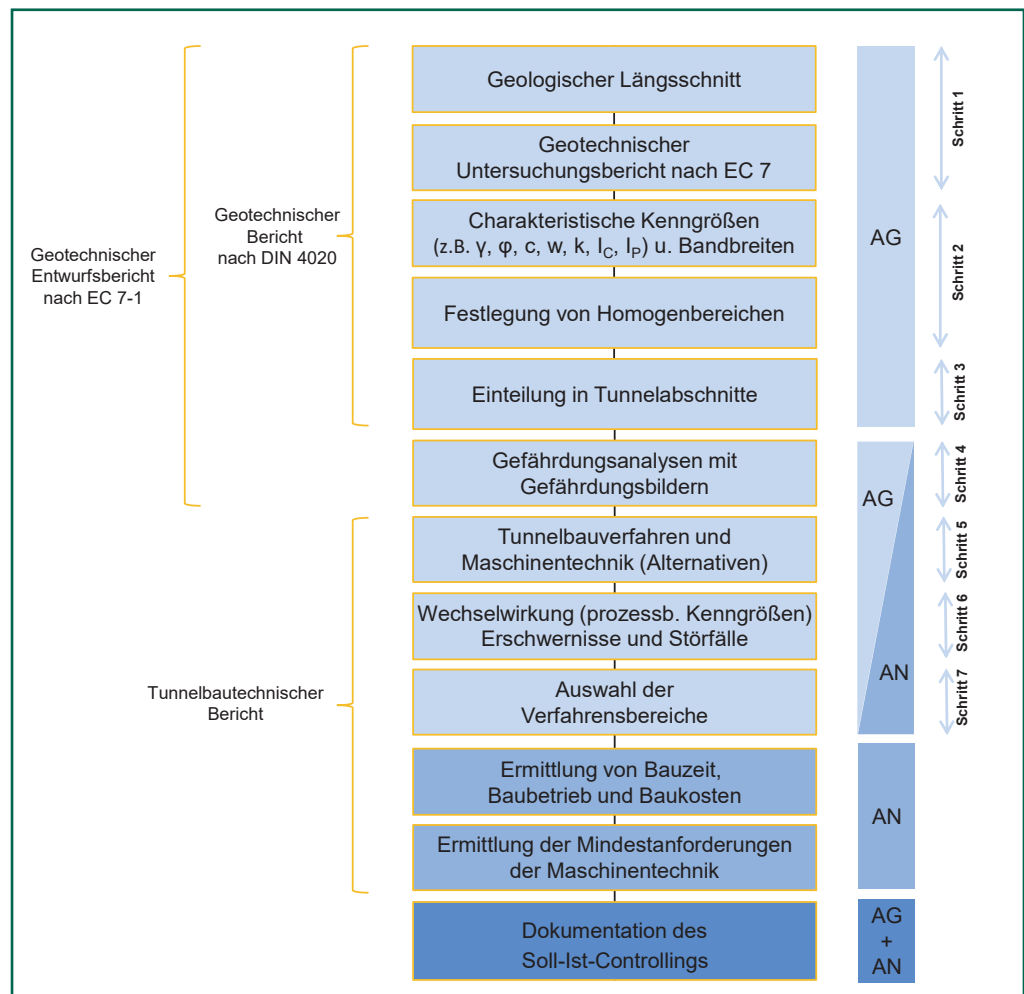 Geologischer Längsschnitt
Geotechnischer
Untersuchungsbericht nach EC 7
Charakteristische Kenngrößen
(z.B. γ, φ, c, w, k, I_C, I_P) u. Bandbreiten
Festlegung von Homogenbereichen
Einteilung in Tunnelabschnitte
Gefährdungsanalysen mit
Gefährdungsbildern
Tunnelbauverfahren und
Maschinentechnik (Alternativen)
Wechselwirkung (prozessb. Kenngrößen)
Erschwernisse und Störfälle
Auswahl der
Verfahrensbereiche
Ermittlung von Bauzeit,
Baubetrieb und Baukosten
Ermittlung der Mindestanforderungen
der Maschinentechnik
Dokumentation des
Soll-Ist-Controllings
Geotechnischer
Entwurfsbericht
nach EC 7-1
Geotechnischer
Bericht
nach DIN 4020
Tunnelbautechnischer
Bericht
AG
AG
AN
AN
AG
+
AN
Schritt 1
Schritt 2
Schritt 3
Schritt 4
Schritt 5
Schritt 6
Schritt 7